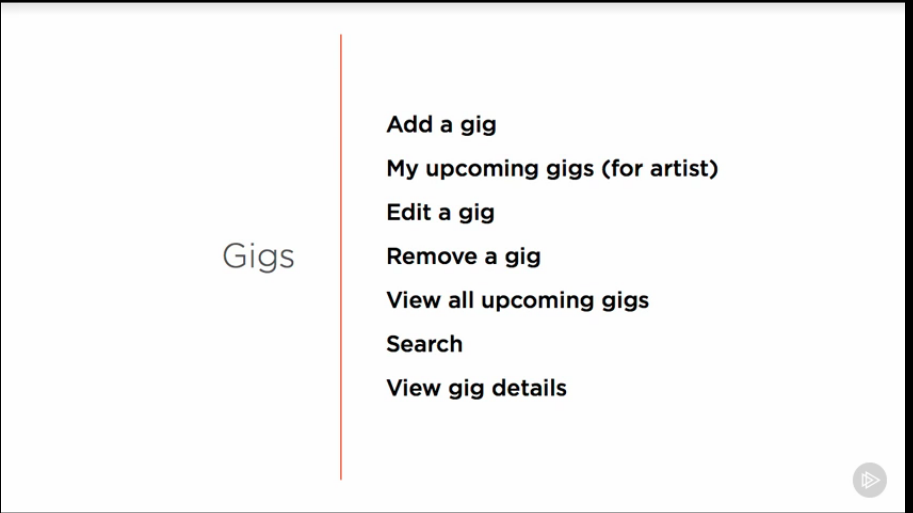 Gigs
Add a gig
My upcoming gigs (for artist)
Edit a gig
Remove a gig
View all upcoming gigs
Search
View gig details